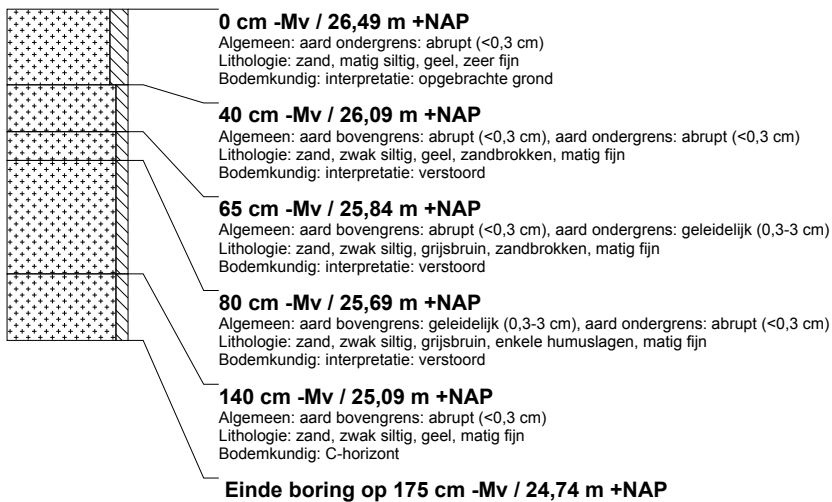 0 cm -Mv / 26,49 m +NAP
Algemeen: aard ondergrens: abrupt (<0,3 cm)
Lithologie: zand, matig siltig, geel, zeer fijn
Bodemkundig: interpretatie: opgebrachte grond
40 cm -Mv / 26,09 m +NAP
Algemeen: aard bovengrens: abrupt (<0,3 cm), aard ondergrens: abrupt (<0,3 cm)
Lithologie: zand, zwak siltig, geel, zandbrokken, matig fijn
Bodemkundig: interpretatie: verstoord
65 cm -Mv / 25,84 m +NAP
Algemeen: aard bovengrens: abrupt (<0,3 cm), aard ondergrens: geleidelijk (0,3-3 cm)
Lithologie: zand, zwak siltig, grijsbruin, zandbrokken, matig fijn
Bodemkundig: interpretatie: verstoord
80 cm -Mv / 25,69 m +NAP
Algemeen: aard bovengrens: geleidelijk (0,3-3 cm), aard ondergrens: abrupt (<0,3 cm)
Lithologie: zand, zwak siltig, grijsbruin, enkele humuslagen, matig fijn
Bodemkundig: interpretatie: verstoord
140 cm -Mv / 25,09 m +NAP
Algemeen: aard bovengrens: abrupt (<0,3 cm)
Lithologie: zand, zwak siltig, geel, matig fijn
Bodemkundig: C-horizont
Einde boring op 175 cm -Mv / 24,74 m +NAP